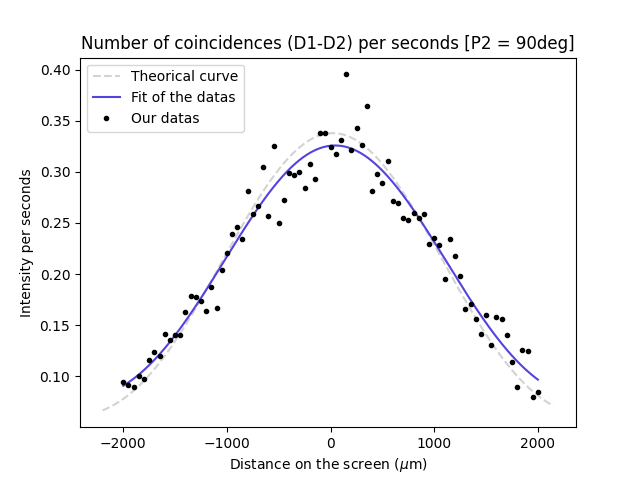 Number of coincidences (D1-D2) per seconds [P2 = 90deg]
Theorical curve
Fit of the datas
Our datas
Intensity per seconds
0.40
0.35
0.30
0.25
0.20
0.15
0.10
−2000 −1000 0 1000 2000
Distance on the screen (μm)